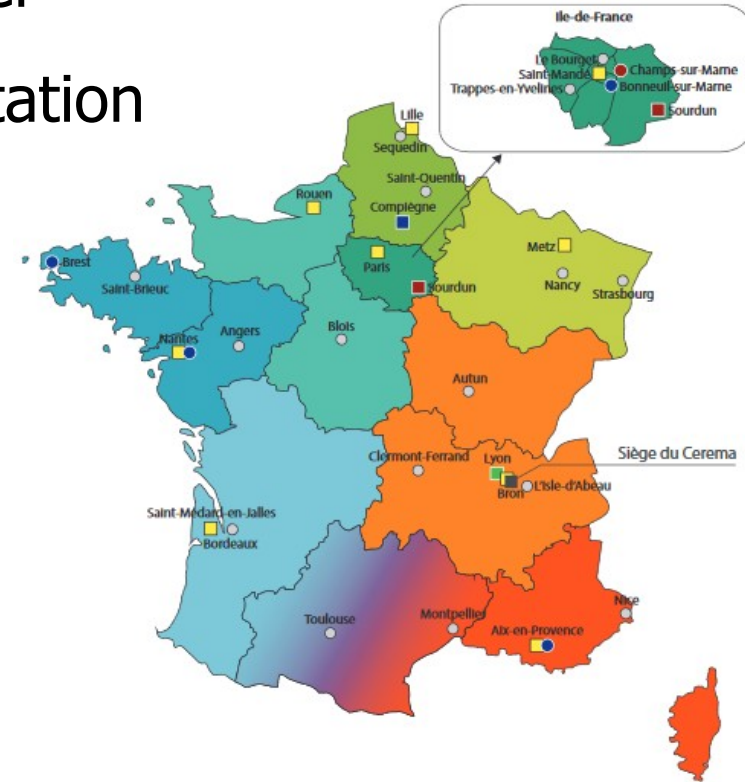 er
tation
Ile-de-France
Le Bourget
Saint-Mandé
Champs-sur-Marne
Trappes-en-Yvelines
Bonneuil-sur-Marne
Sourdun
Lille
Sequedin
Saint-Quentin
Rouen
Compiègne
Metz
Paris
Brest
Nancy
Saint-Brieuc
Sourdun
Strasbourg
Nantes
Angers
Blois
Autun
Clermont-Ferrand
Lyon
Siège du Cerema
Bron
L'Isle-d'Abeau
Saint-Médard-en-Jalles
Bordeaux
Toulouse
Montpellier
Nice
Aix-en-Provence